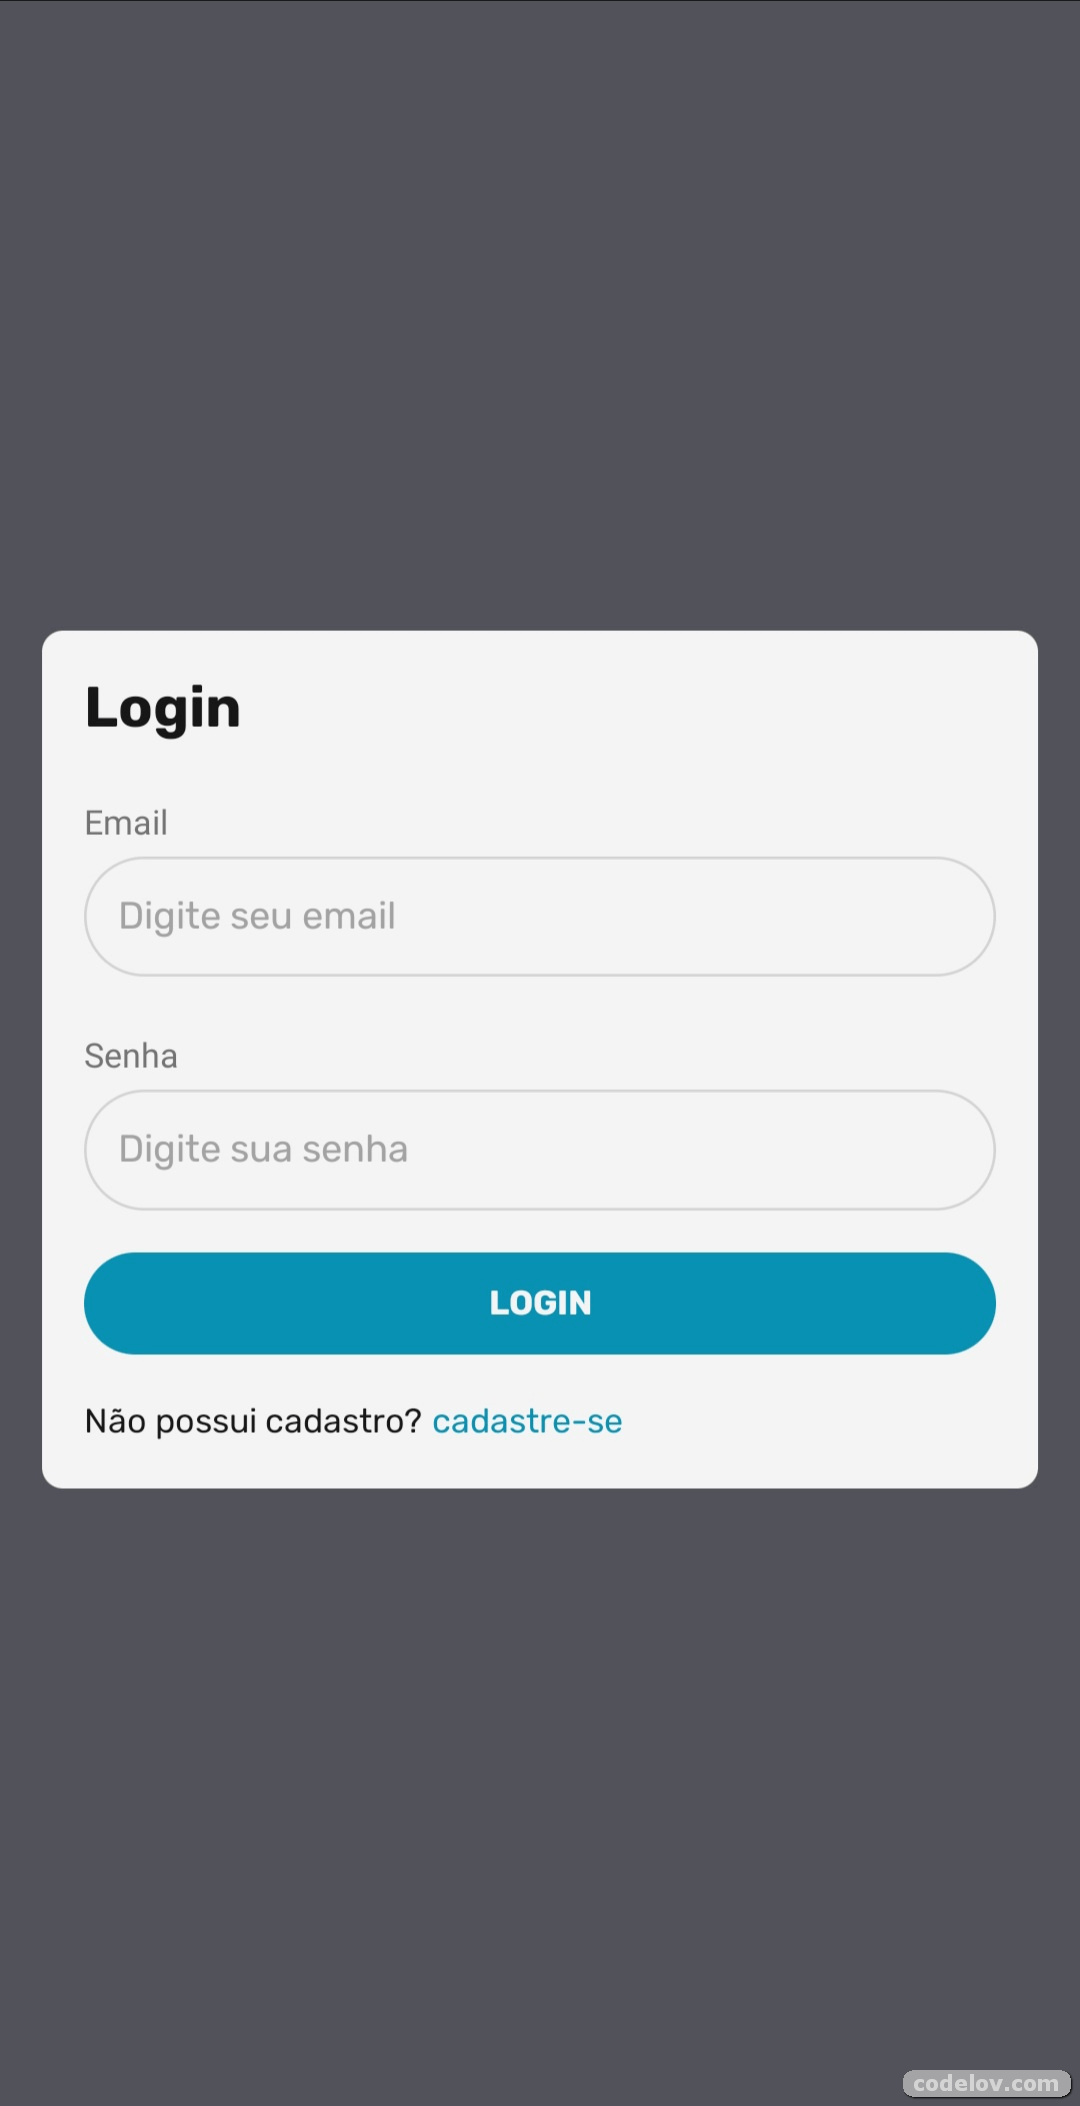 Login
Email
Digite seu email
Senha
Digite sua senha
LOGIN
Não possui cadastro? cadastre-se
codelov.com